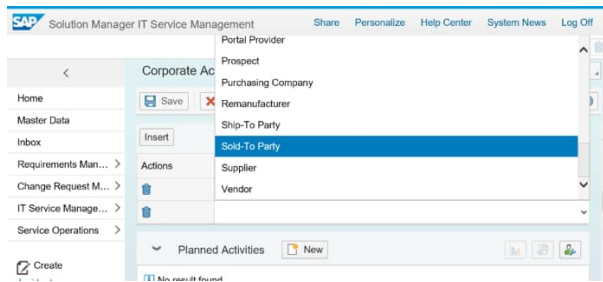 SAP Solution Manager IT Service Management Share Personalize Help Center System News Log Off
Portal Provider
Corporate Ac
Prospect
Purchasing Company
Home
Save
Remanufacturer
Master Data
Ship-To Party
Inbox
Insert
Sold-To Party
Requirements Man...
Actions
Supplier
Change Request M...
Vendor
IT Service Manage...
Service Operations
Planned Activities New
Create
No result found